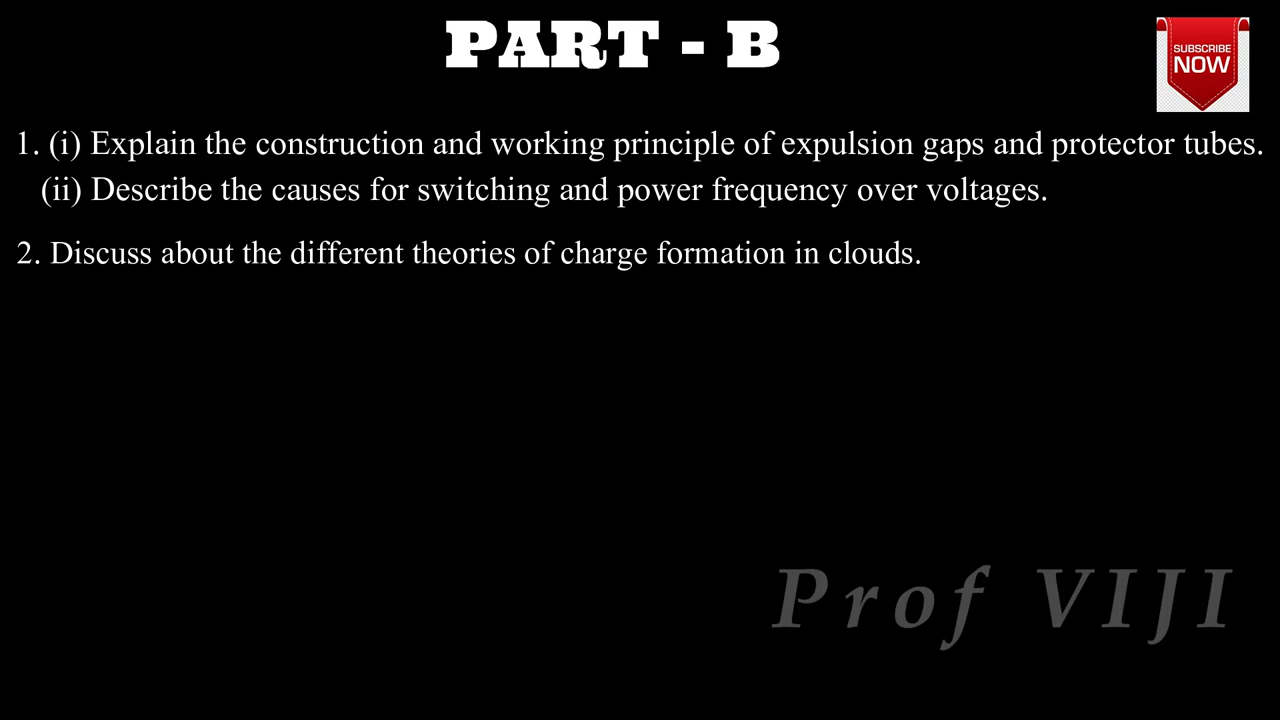 PART - B
SUBSCRIBE
NOW
1. (i) Explain the construction and working principle of expulsion gaps and protector tubes.
(ii) Describe the causes for switching and power frequency over voltages.
2. Discuss about the different theories of charge formation in clouds.
Prof VIJI